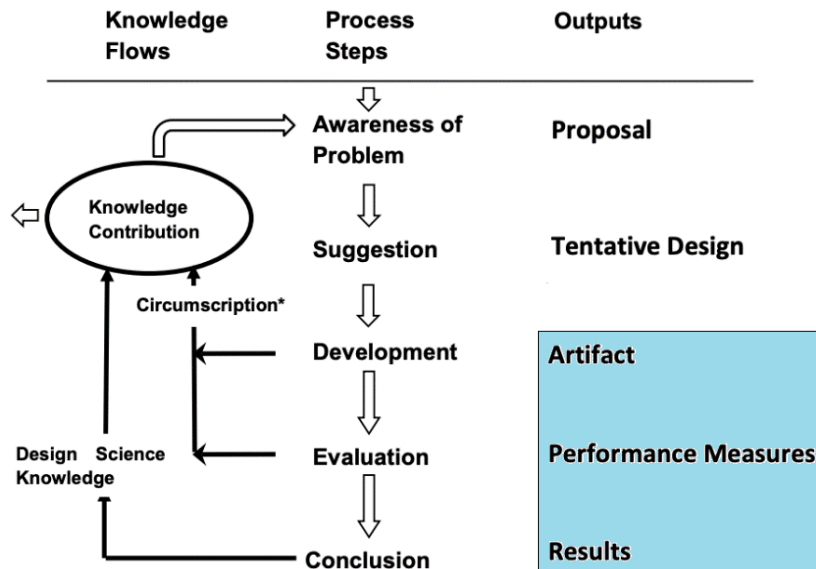 Knowledge Flows
Process Steps
Outputs
Awareness of Problem
Proposal
Knowledge Contribution
Suggestion
Tentative Design
Circumscription*
Development
Artifact
Design Science Knowledge
Evaluation
Performance Measures
Conclusion
Results